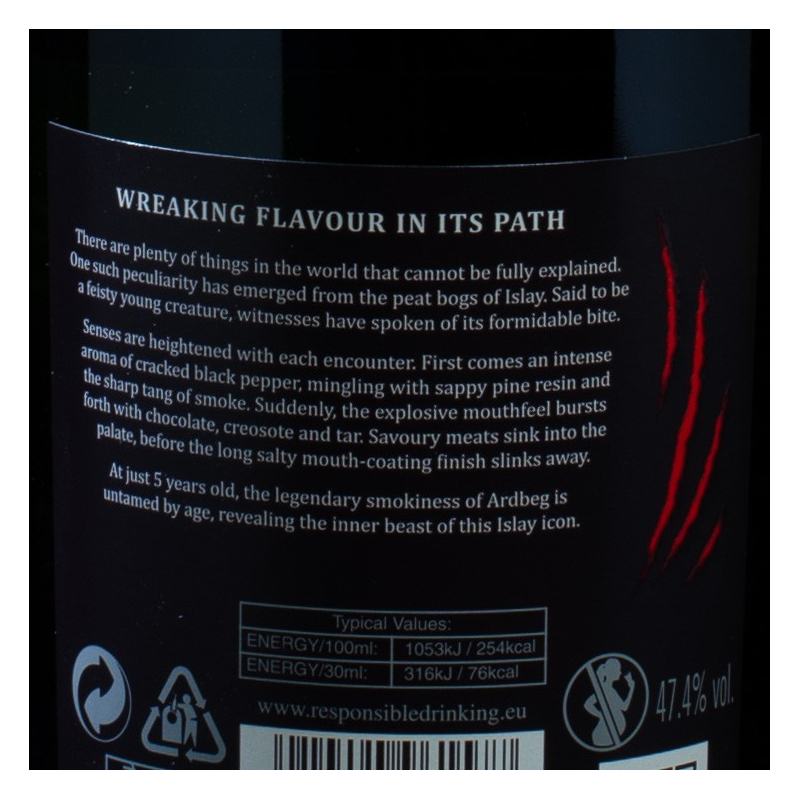 WREAKING FLAVOUR IN ITS PATH
There are plenty of things in the world that cannot be fully explained.
One such peculiarity has emerged from the peat bogs of Islay. Said to be
a feisty young creature, witnesses have spoken of its formidable bite.
Senses are heightened with each encounter. First comes an intense
aroma of cracked black pepper, mingling with sappy pine resin and
the sharp tang of smoke. Suddenly, the explosive mouthfeel bursts
forth with chocolate, creosote and tar. Savoury meats sink into the
palate, before the long salty mouth-coating finish slinks away.
At just 5 years old, the legendary smokiness of Ardbeg is
untamed by age, revealing the inner beast of this Islay icon.
Typical Values:
ENERGY/100ml: 1053kJ / 254kcal
ENERGY/30ml: 316kJ / 76kcal
www.responsibledrinking.eu
47.4% vol.